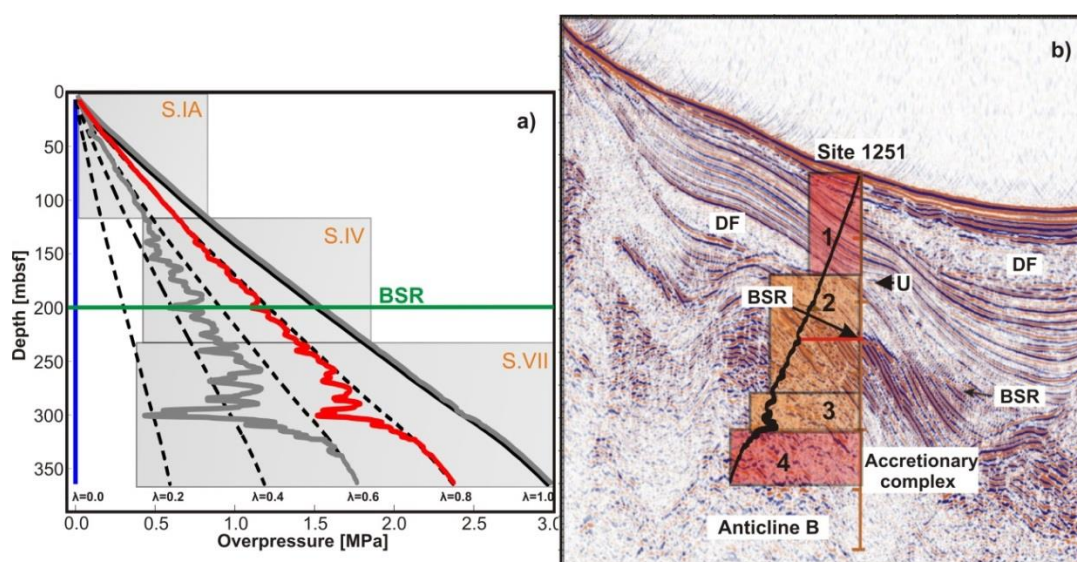 a)
S.IA
S.IV
BSR
S.VII
0
50
100
150
200
250
300
350
Depth [mbsf]
λ=0.0 λ=0.2 λ=0.4 λ=0.6 λ=0.8 λ=1.0
0.0 0.5 1.0 1.5 2.0 2.5 3.0
Overpressure [MPa]
b)
Site 1251
DF
1
DF
U
BSR
2
BSR
3
4
Accretionary
complex
Anticline B